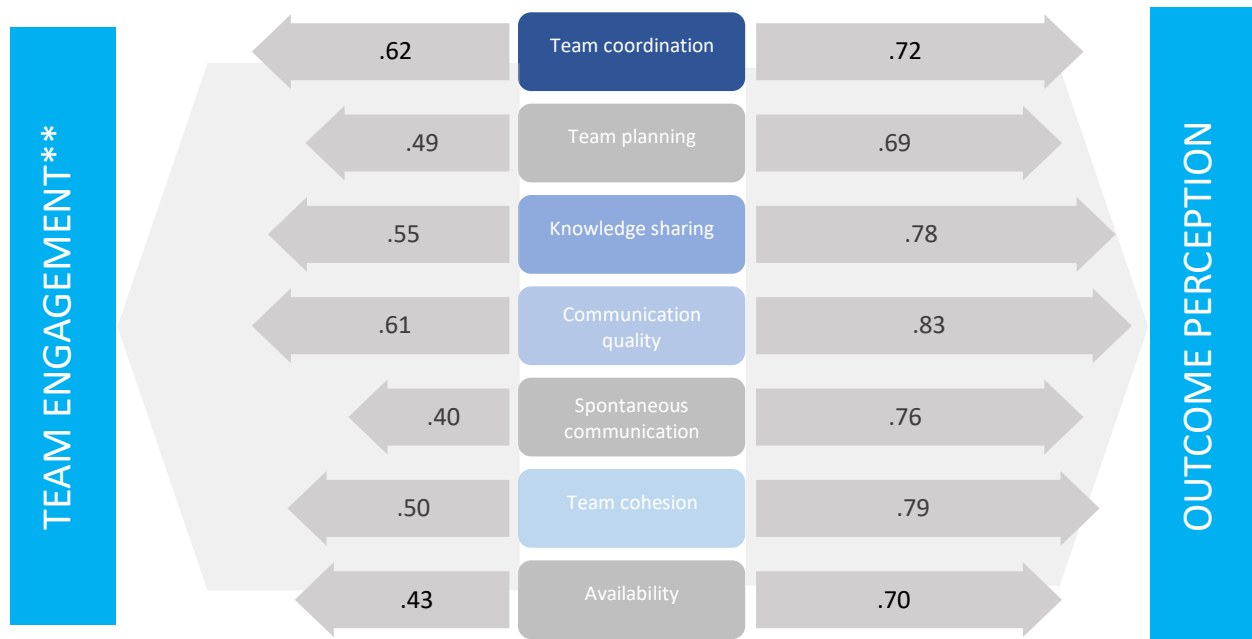 TEAM ENGAGEMENT**
.62
Team coordination
.72
.49
Team planning
.69
.55
Knowledge sharing
.78
.61
Communication
quality
.83
.40
Spontaneous
communication
.76
.50
Team cohesion
.79
.43
Availability
.70
OUTCOME PERCEPTION